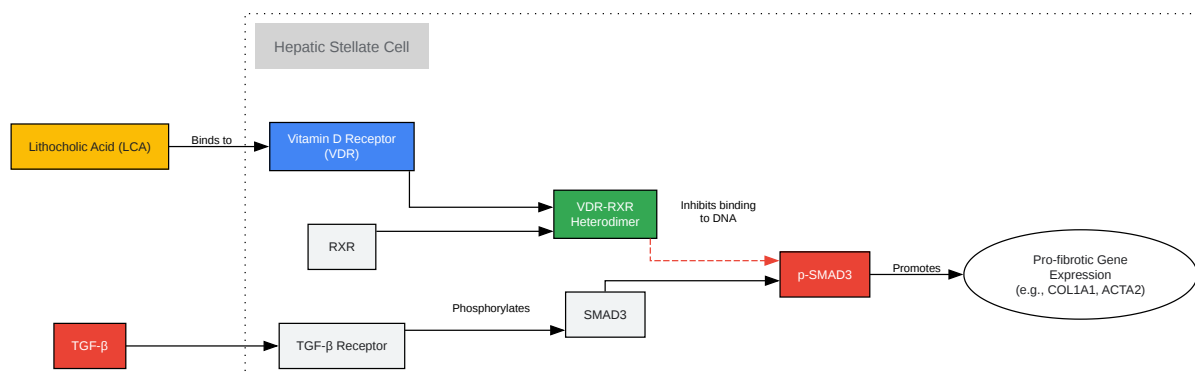 Hepatic Stellate Cell
Lithocholic Acid (LCA)
Binds to
Vitamin D Receptor
(VDR)
VDR-RXR
Heterodimer
Inhibits binding
to DNA
RXR
p-SMAD3
Promotes
Pro-fibrotic Gene
Expression
(e.g., COL1A1, ACTA2)
Phosphorylates
SMAD3
TGF-β
TGF-β Receptor